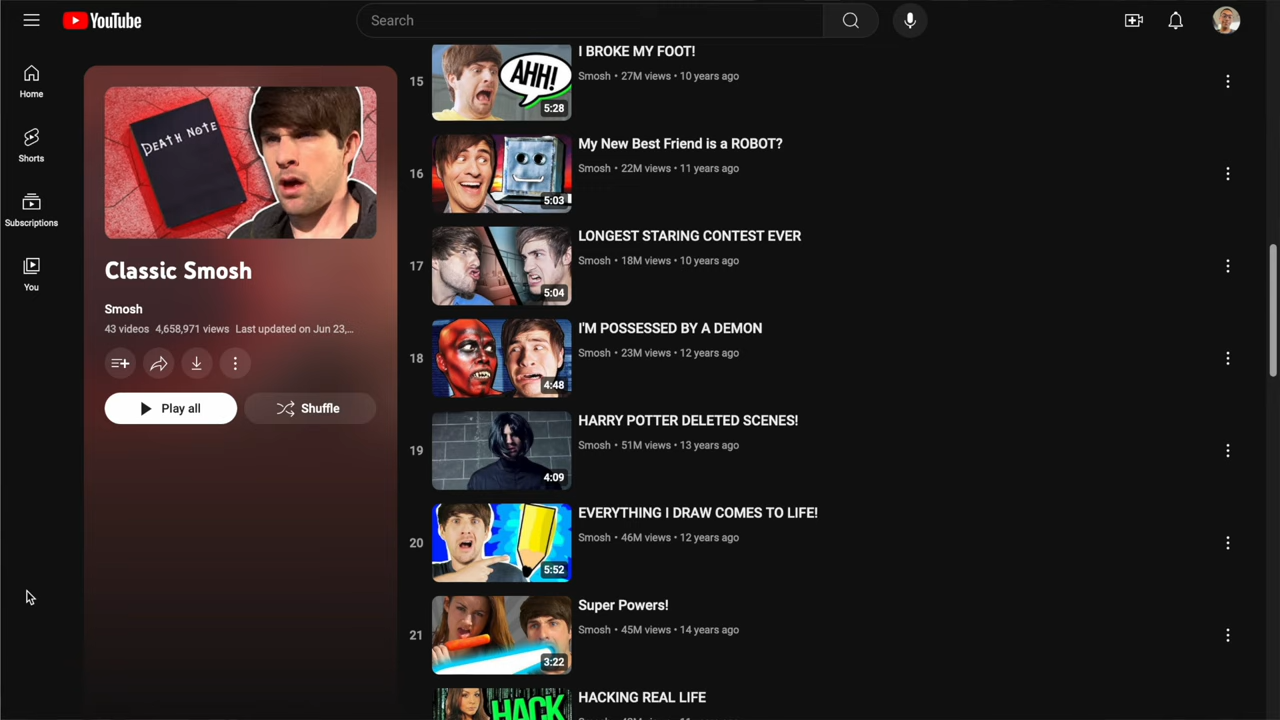 YouTube
Search
Home
Shorts
Subscriptions
You
DEATH NOTE
Classic Smosh
Smosh
43 videos 4,658,971 views Last updated on Jun 23,...
Play all
Shuffle
15
AHH!
5:28
I BROKE MY FOOT!
Smosh • 27M views • 10 years ago
16
5:03
My New Best Friend is a ROBOT?
Smosh • 22M views • 11 years ago
17
5:04
LONGEST STARING CONTEST EVER
Smosh • 18M views • 10 years ago
18
4:48
I'M POSSESSED BY A DEMON
Smosh • 23M views • 12 years ago
19
4:09
HARRY POTTER DELETED SCENES!
Smosh • 51M views • 13 years ago
20
5:52
EVERYTHING I DRAW COMES TO LIFE!
Smosh • 46M views • 12 years ago
21
3:22
Super Powers!
Smosh • 45M views • 14 years ago
HACK
HACKING REAL LIFE